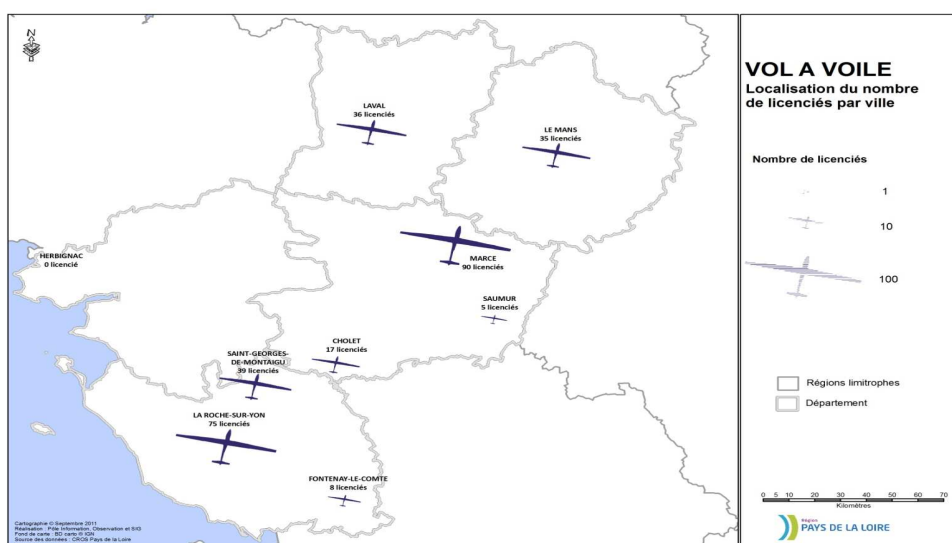 N
LAVAL
36 licenciés
LE MANS
35 licenciés
HERBIGNAC
0 licencié
MARCE
90 licenciés
SAUMUR
5 licenciés
CHOLET
17 licenciés
SAINT-GEORGES-
DE-MONTAIGU
39 licenciés
LA ROCHE-SUR-YON
75 licenciés
FONTENAY-LE-COMTE
8 licenciés
Cartographie © Septembre 2011
Réalisation : Pôle Information, Observation et SIG
Fond de carte : BD carto ® IGN
Source des données : CROS Pays de la Loire
VOL A VOILE
Localisation du nombre
de licenciés par ville
Nombre de licenciés
1
10
100
Régions limitrophes
Département
0 5 10 20 30 40 50 60 70
Kilomètres
Région
PAYS DE LA LOIRE